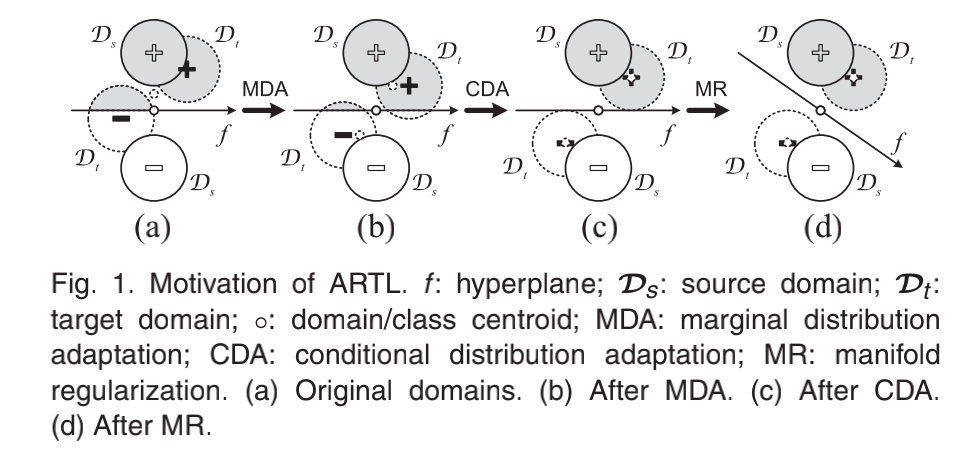 𝒟s 𝒟t 𝒟s 𝒟t 𝒟s 𝒟t 𝒟s 𝒟t
+ + + + + +
MDA CDA MR
− − − −
f f f f
𝒟t 𝒟s 𝒟t 𝒟s 𝒟t 𝒟s 𝒟t 𝒟s
(a) (b) (c) (d)
Fig. 1. Motivation of ARTL. f: hyperplane; 𝒟s: source domain; 𝒟t:
target domain; ○: domain/class centroid; MDA: marginal distribution
adaptation; CDA: conditional distribution adaptation; MR: manifold
regularization. (a) Original domains. (b) After MDA. (c) After CDA.
(d) After MR.